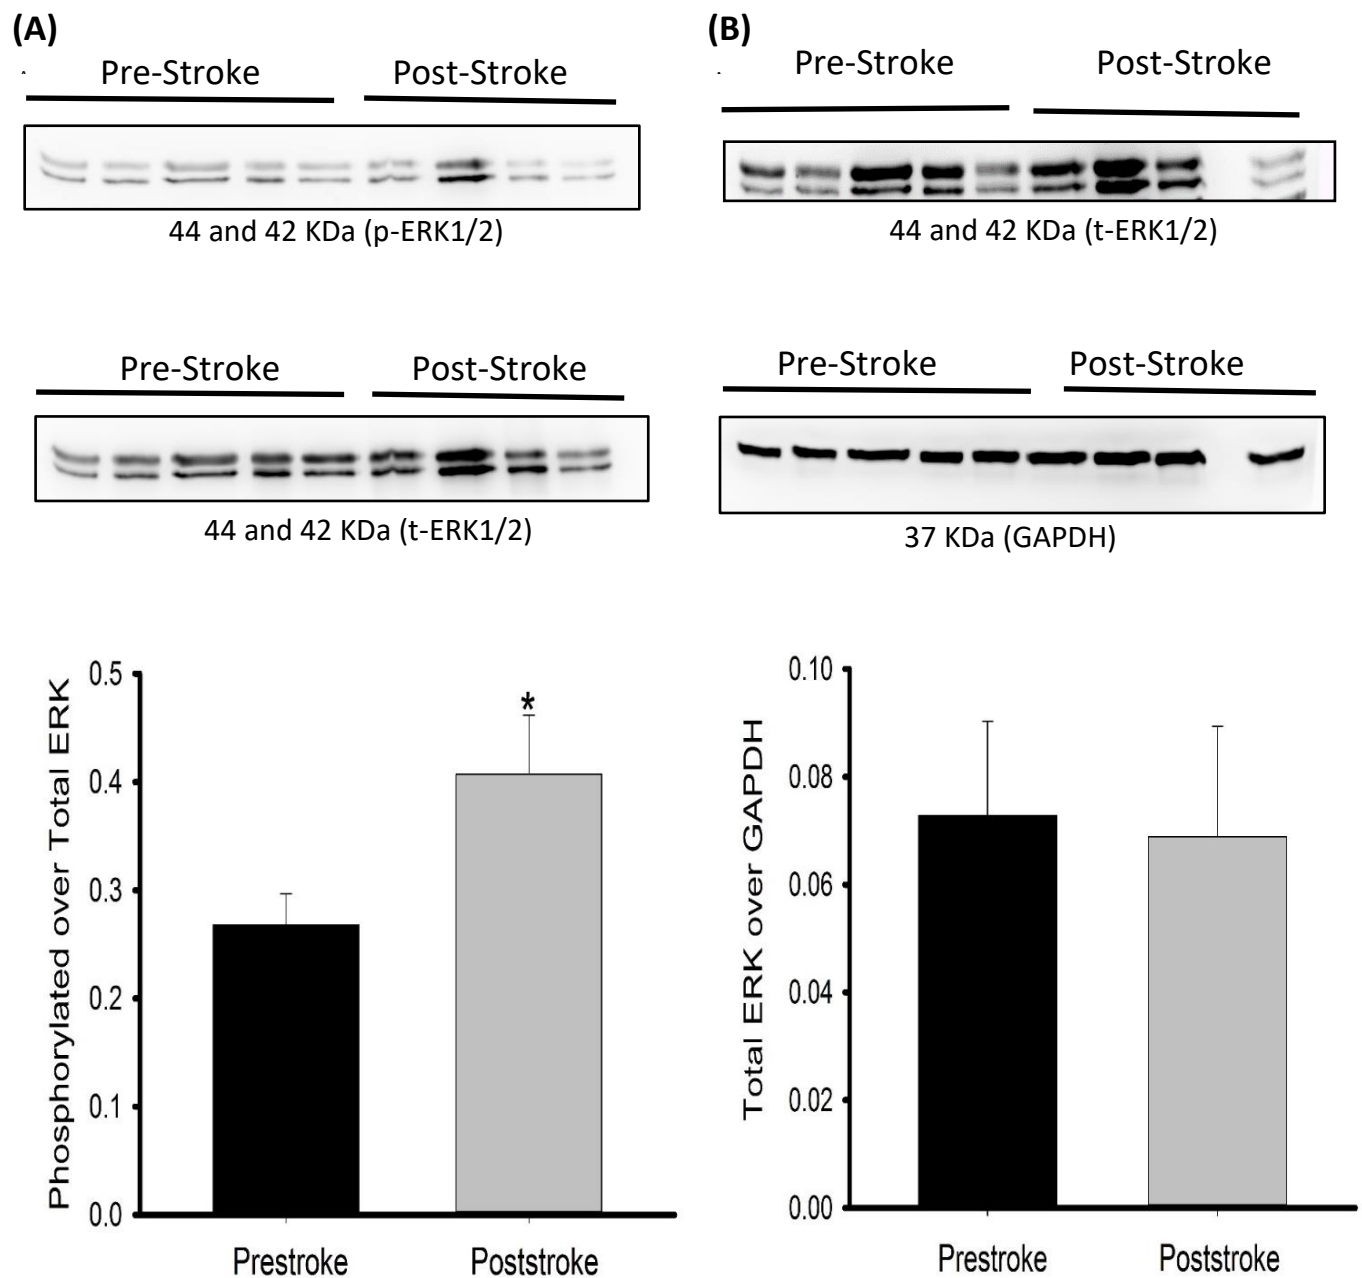 (A)
Pre-Stroke Post-Stroke
44 and 42 KDa (p-ERK1/2)
Pre-Stroke Post-Stroke
44 and 42 KDa (t-ERK1/2)
Phosphorylated over Total ERK
0.5
*
0.4
0.3
0.2
0.1
0.0
Prestroke Poststroke
(B)
Pre-Stroke Post-Stroke
44 and 42 KDa (t-ERK1/2)
Pre-Stroke Post-Stroke
37 KDa (GAPDH)
Total ERK over GAPDH
0.10
0.08
0.06
0.04
0.02
0.00
Prestroke Poststroke